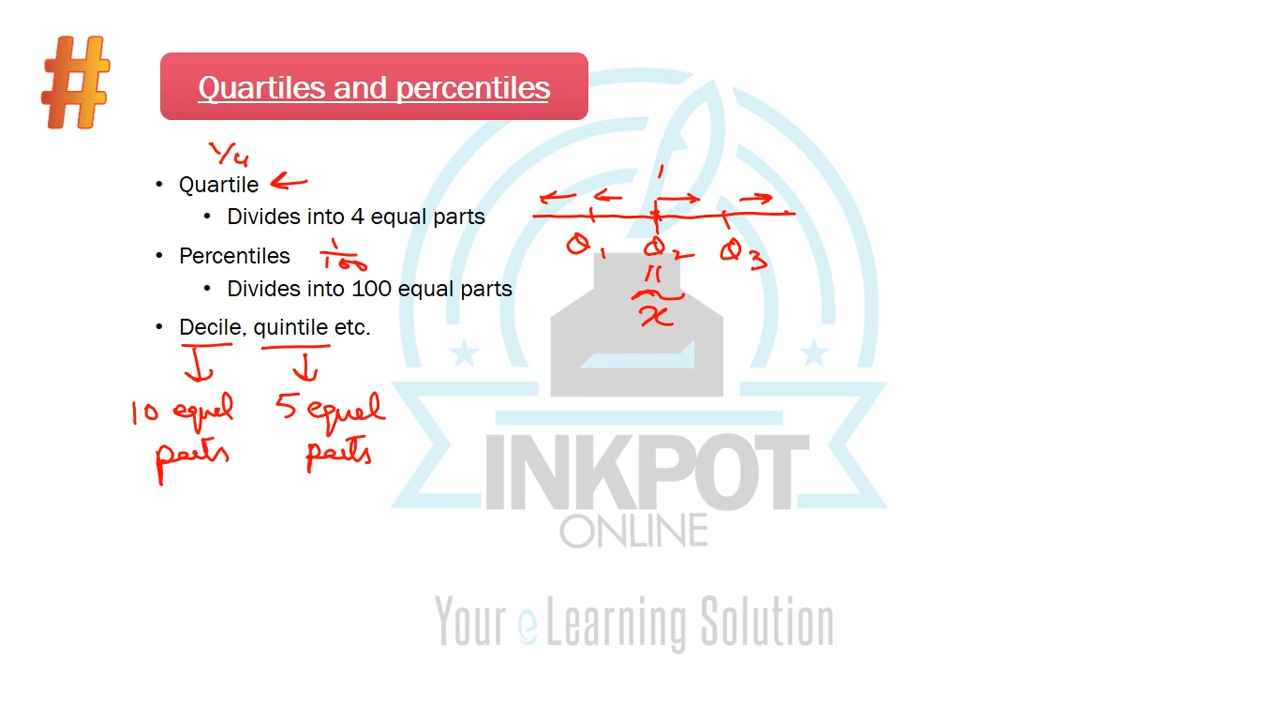 #
Quartiles and percentiles
1/4
• Quartile ←
• Divides into 4 equal parts
• Percentiles 1/100
• Divides into 100 equal parts
• Decile, quintile etc.
10 equal parts
5 equal parts
Q1 Q2 Q3
x
INKPOT
ONLINE
Your eLearning Solution